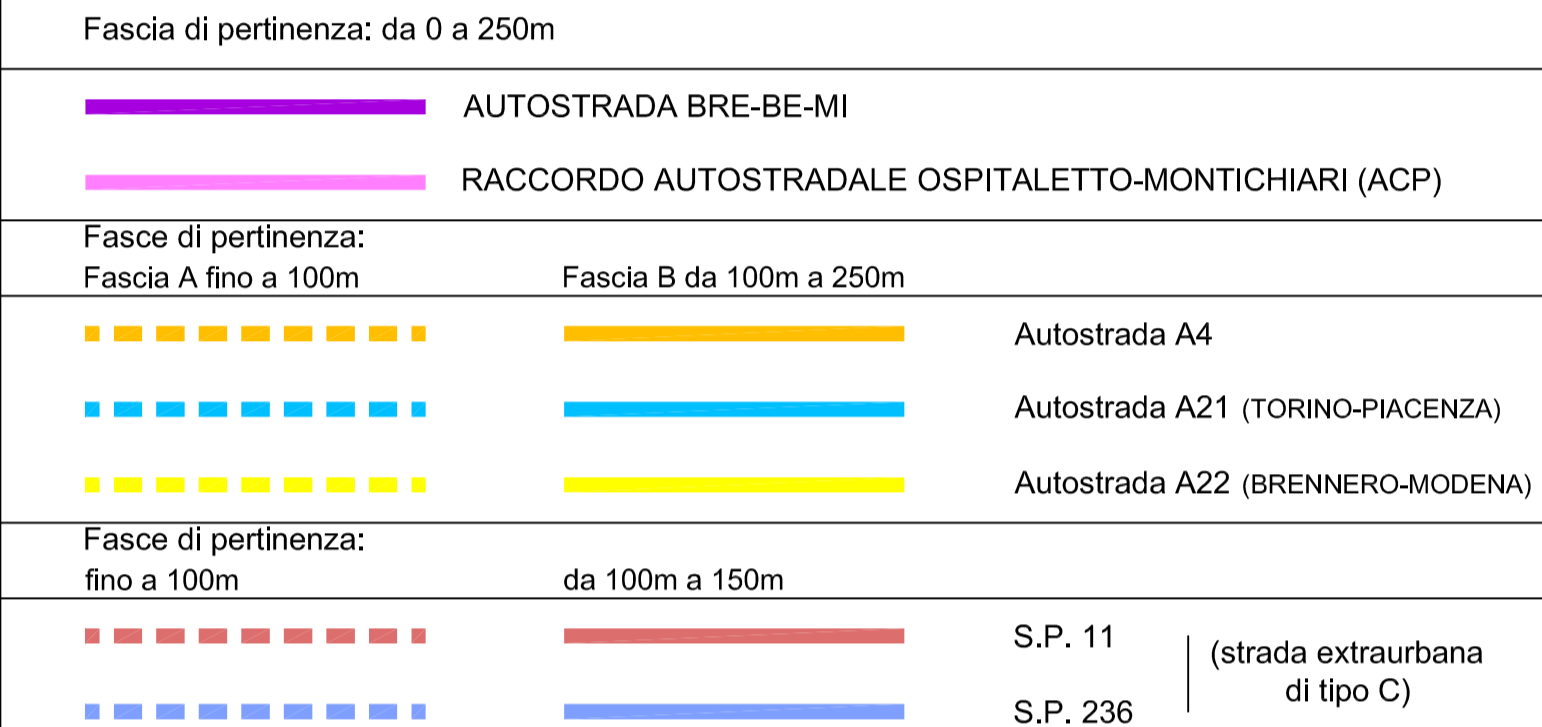 Fascia di pertinenza: da 0 a 250m
AUTOSTRADA BRE-BE-MI
RACCORDO AUTOSTRADALE OSPITALETTO-MONTICHIARI (ACP)
Fasce di pertinenza:
Fascia A fino a 100m Fascia B da 100m a 250m
Autostrada A4
Autostrada A21 (TORINO-PIACENZA)
Autostrada A22 (BRENNERO-MODENA)
Fasce di pertinenza:
fino a 100m da 100m a 150m
S.P. 11
(strada extraurbana
di tipo C)
S.P. 236